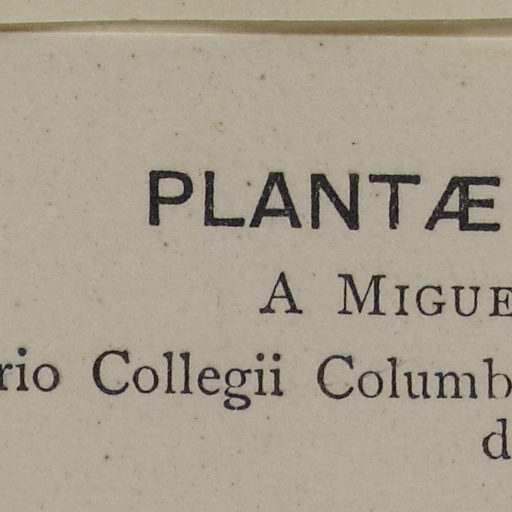 PLANTÆ
A MIGUE
rio Collegii Columb
d